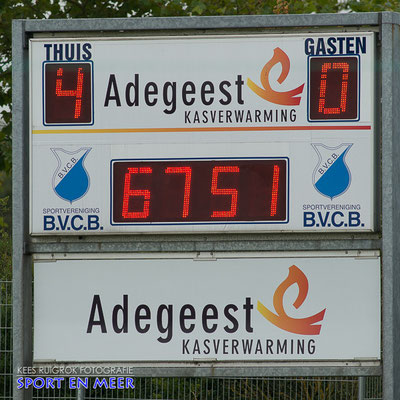 THUIS GASTEN
4 Adegeest 0
KASVERWARMING
B.V.C.B. 6751 B.V.C.B.
SPORTVERENIGING SPORTVERENIGING
B.V.C.B. B.V.C.B.
Adegeest
KASVERWARMING
KEES RUIGROK FOTOGRAFIE
SPORT EN MEER